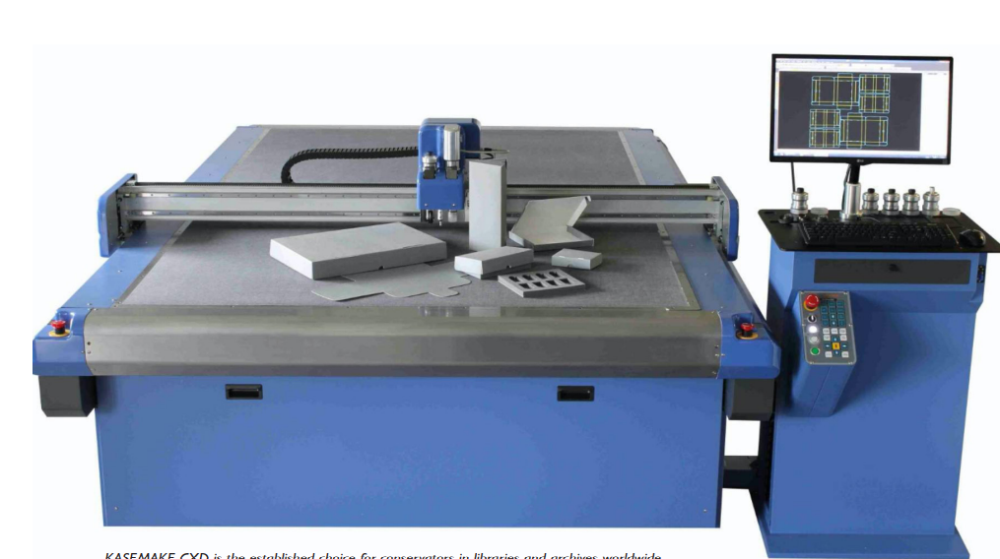 KASEMAKE CXD is the established choice for conservators in libraries and archives worldwide